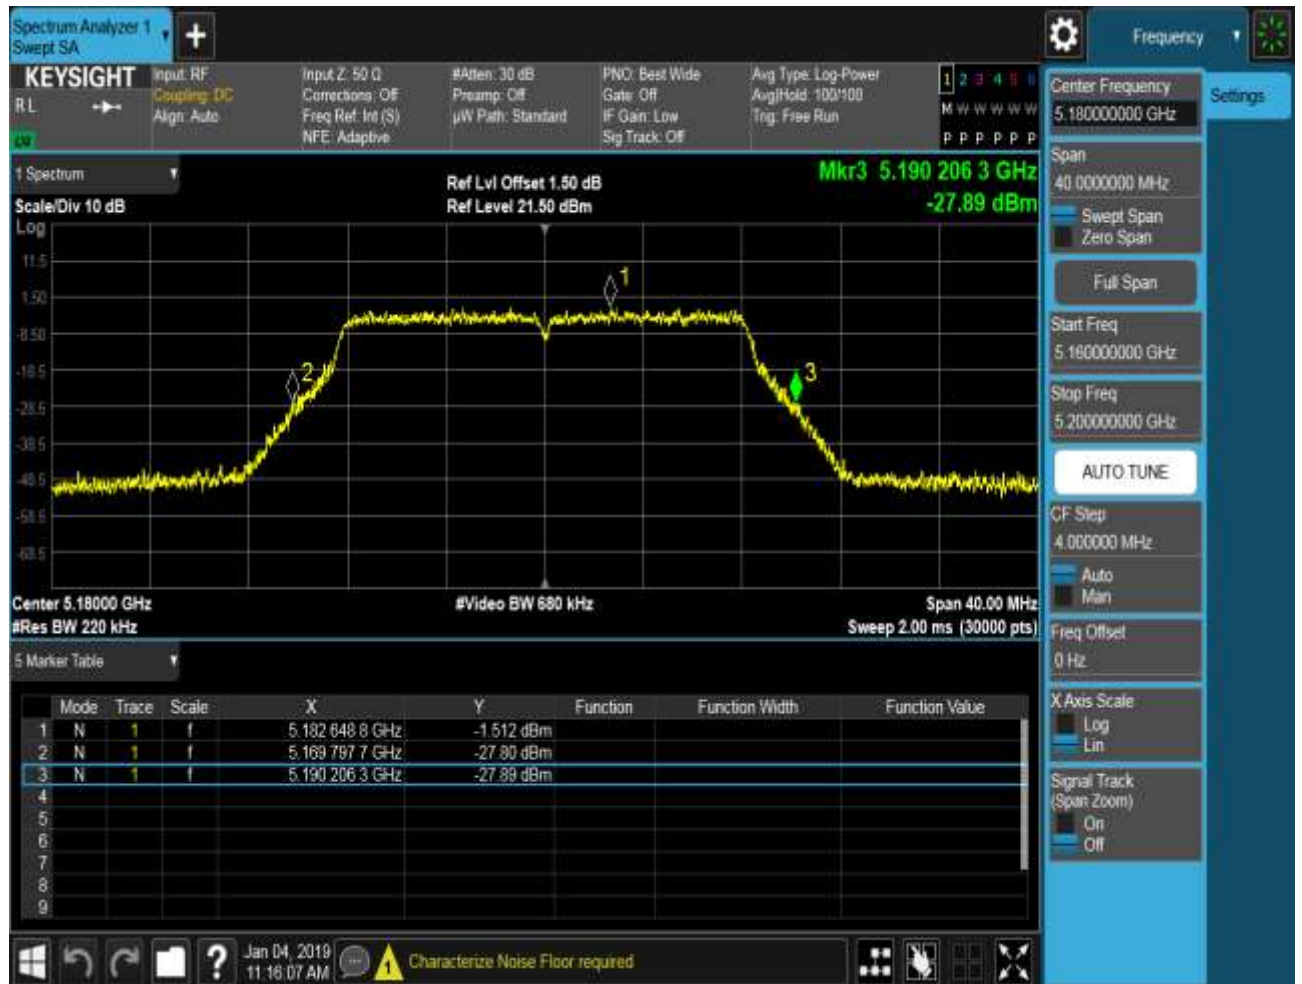 Spectrum Analyzer 1
Swept SA
+
Frequency
KEYSIGHT
R L
Input: RF
Coupling: DC
Align: Auto
Input Z: 50 Ω
Corrections: Off
Freq Ref: Int (S)
NFE: Adaptive
#Atten: 30 dB
Preamp: Off
µW Path: Standard
PNO: Best Wide
Gate: Off
IF Gain: Low
Sig Track: Off
Avg Type: Log-Power
Avg|Hold: 100/100
Trig: Free Run
1 2 3 4 5 6
M W W W W W
P P P P P P
1 Spectrum
Scale/Div 10 dB
Ref Lvl Offset 1.50 dB
Ref Level 21.50 dBm
Mkr3 5.190 206 3 GHz
-27.89 dBm
Log
11.5
1.50
-8.50
-18.5
-28.5
-38.5
-48.5
-58.5
-68.5
1
2
3
Center 5.18000 GHz
#Video BW 680 kHz
Span 40.00 MHz
#Res BW 220 kHz
Sweep 2.00 ms (30000 pts)
5 Marker Table
Mode Trace Scale X Y Function Function Width Function Value
1 N 1 f 5.182 648 8 GHz -1.512 dBm
2 N 1 f 5.169 797 7 GHz -27.80 dBm
3 N 1 f 5.190 206 3 GHz -27.89 dBm
4
5
6
7
8
9
Center Frequency
5.180000000 GHz
Settings
Span
40.0000000 MHz
Swept Span
Zero Span
Full Span
Start Freq
5.160000000 GHz
Stop Freq
5.200000000 GHz
AUTO TUNE
CF Step
4.000000 MHz
Auto
Man
Freq Offset
0 Hz
X Axis Scale
Log
Lin
Signal Track
(Span Zoom)
On
Off
?
Jan 04, 2019
11:16:07 AM
1
Characterize Noise Floor required